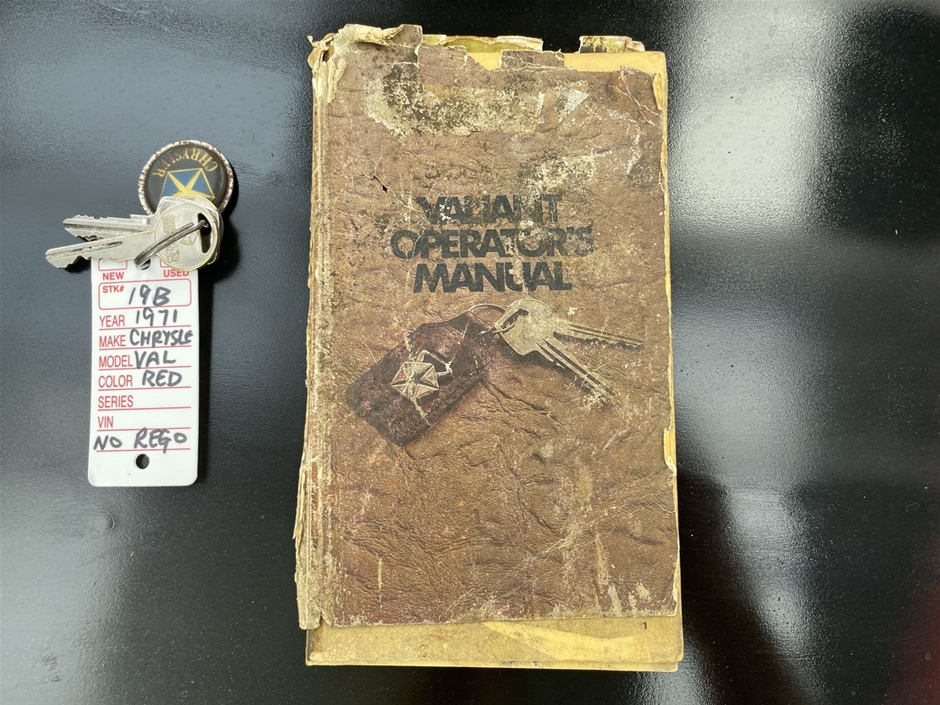 CHRYSLER
NEW USED
STK# 19B
YEAR 1971
MAKE CHRYSLE
MODEL VAL
COLOR RED
SERIES
VIN
NO REGO
VALIANT
OPERATOR'S
MANUAL
1